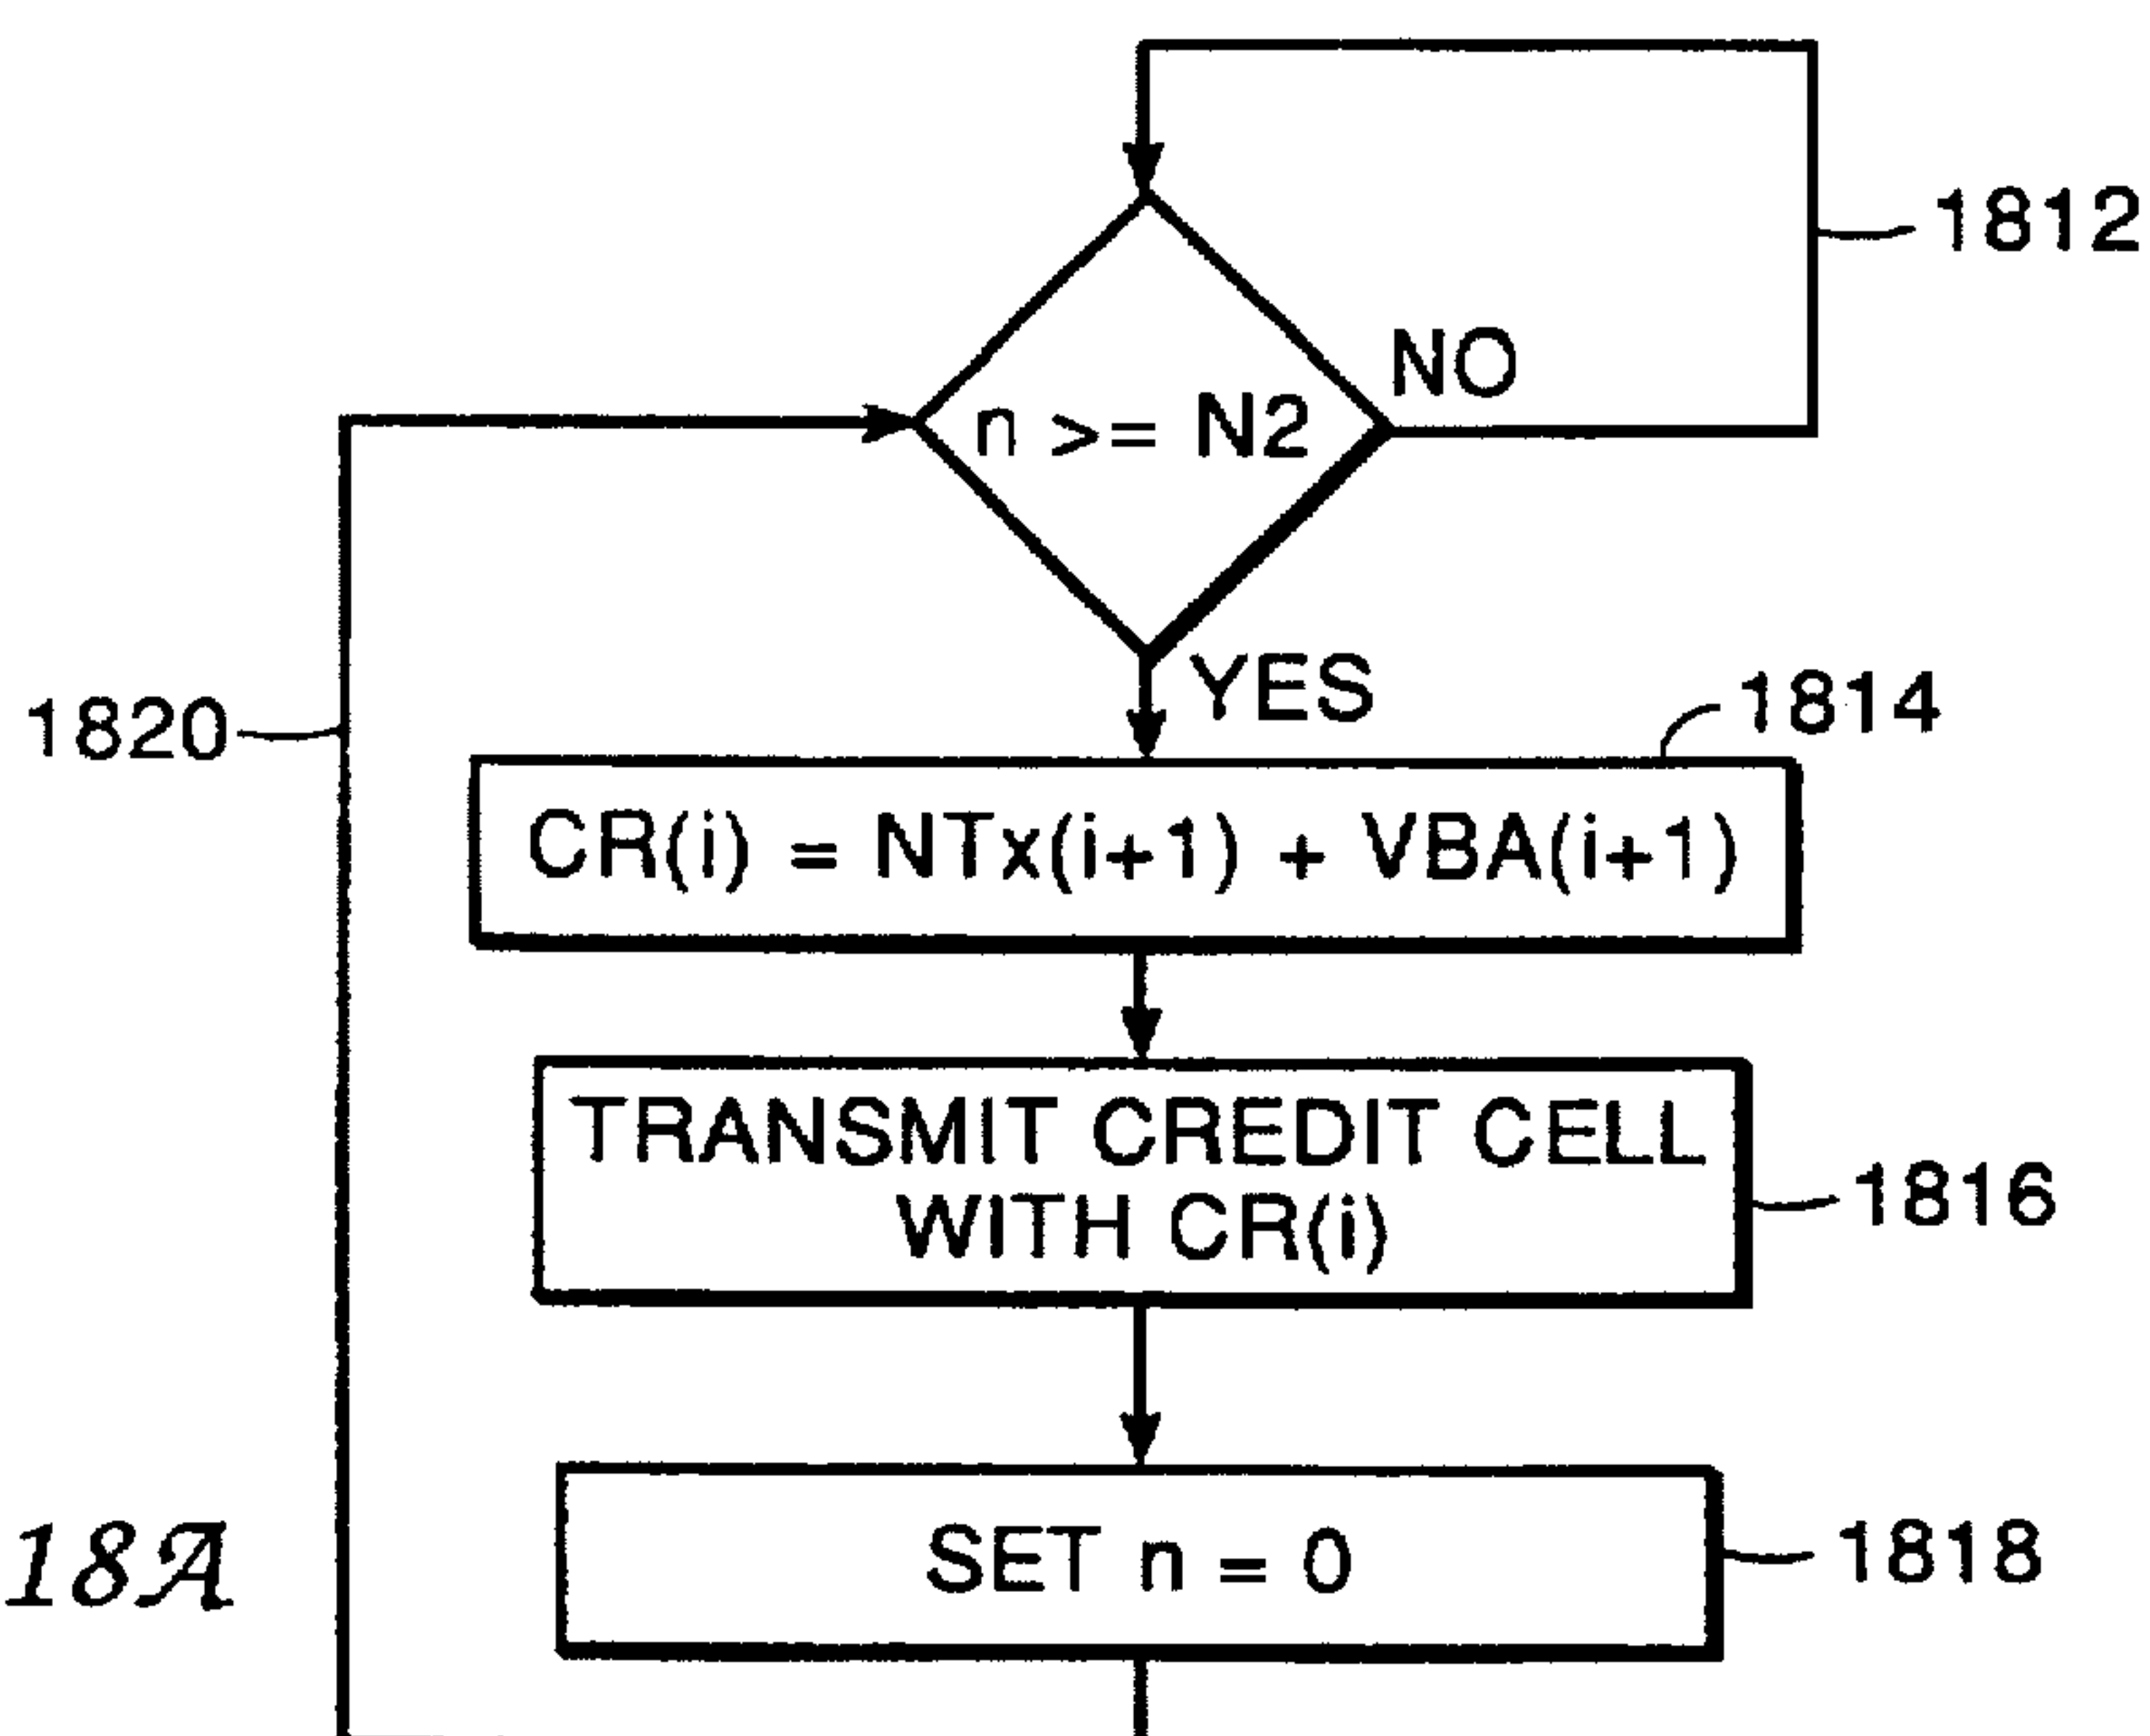 1812
NO
n >= N2
YES
1820
1814
CR(i) = NTx(i+1) + VBA(i+1)
TRANSMIT CREDIT CELL
WITH CR(i)
1816
SET n = 0
1818
18A